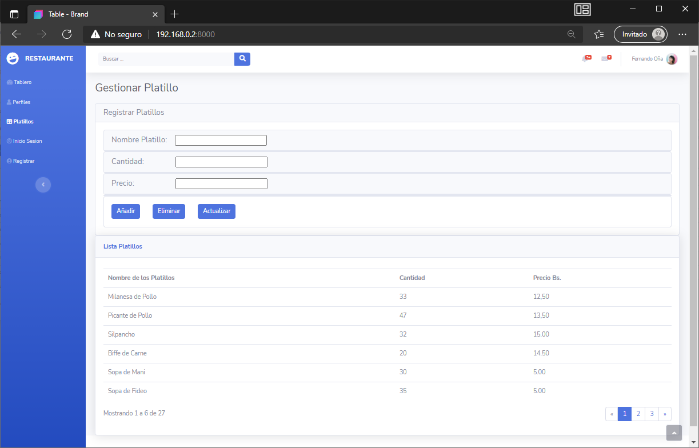 Table - Brand
No seguro
192.168.0.2:8000
Invitado
RESTAURANTE
Buscar ...
Fernando Oña
Tablero
Perfiles
Platillos
Inicio Sesion
Registrar
Gestionar Platillo
Registrar Platillos
Nombre Platillo:
Cantidad:
Precio:
Añadir Eliminar Actualizar
Lista Platillos
Nombre de los Platillos Cantidad Precio Bs.
Milanesa de Pollo 33 12.50
Picante de Pollo 47 13.50
Silpancho 32 15.00
Biffe de Carne 20 14.50
Sopa de Mani 30 5.00
Sopa de Fideo 35 5.00
Mostrando 1 a 6 de 27
« 1 2 3 »